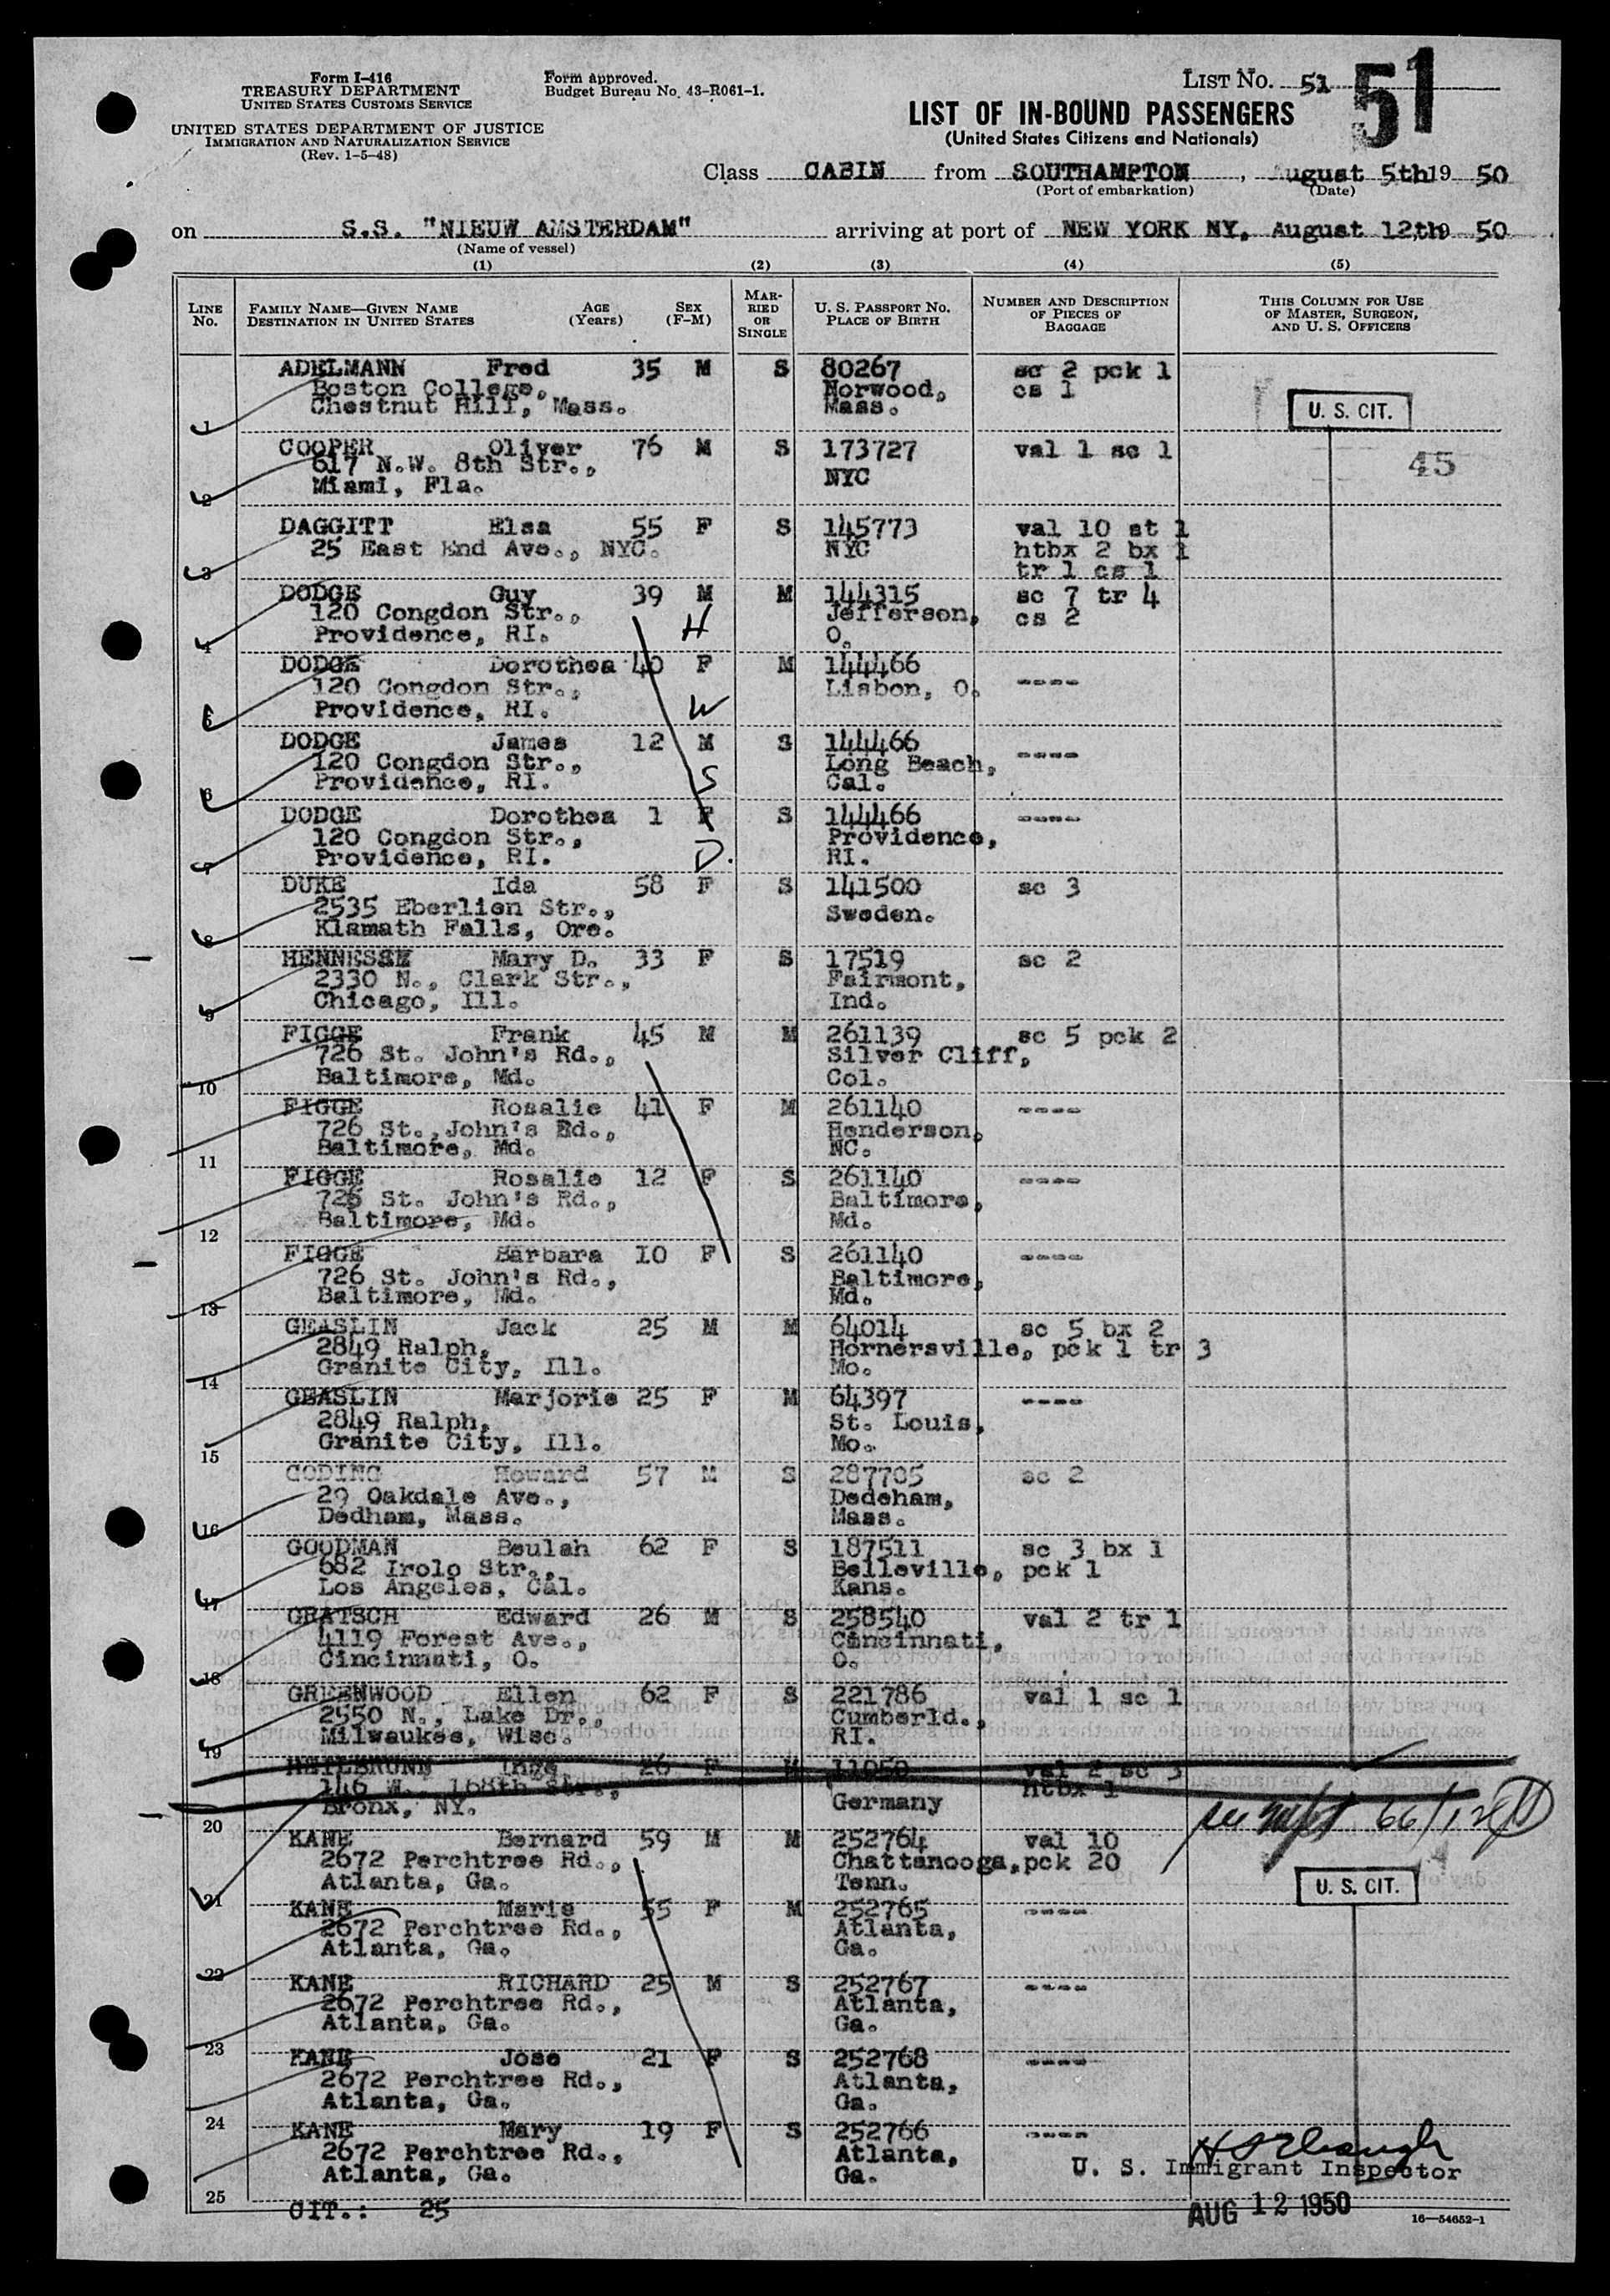 Form I-416
TREASURY DEPARTMENT
UNITED STATES CUSTOMS SERVICE
UNITED STATES DEPARTMENT OF JUSTICE
IMMIGRATION AND NATURALIZATION SERVICE
(Rev. 1-5-48)
Form approved.
Budget Bureau No. 43-R061-1.
LIST NO. 51
51
LIST OF IN-BOUND PASSENGERS
(United States Citizens and Nationals)
Class CABIN from SOUTHAMPTON, August 5th 19 50
(Port of embarkation) (Date)
on S.S. "NIEUW AMSTERDAM" arriving at port of NEW YORK NY, August 12th 19 50
(Name of vessel)
(1) (2) (3) (4) (5)
LINE No. FAMILY NAME—GIVEN NAME DESTINATION IN UNITED STATES AGE (Years) SEX (F–M) MARRIED OR SINGLE U. S. PASSPORT NO. PLACE OF BIRTH NUMBER AND DESCRIPTION OF PIECES OF BAGGAGE THIS COLUMN FOR USE OF MASTER, SURGEON, AND U. S. OFFICERS
ADELMANN Fred 35 M S 80267 sc 2 pck 1
Boston College, Norwood, cs 1
Chestnut Hill, Mass. Mass. U. S. CIT.
1
COOPER Oliver 76 M S 173727 val 1 sc 1
617 N.W. 8th Str., NYC 45
Miami, Fla.
2
DAGGITT Elsa 55 F S 145773 val 10 st 1
25 East End Ave., NYC. NYC htbx 2 bx 1
3 tr 1 cs 1
DODGE Guy 39 M M 144315 sc 7 tr 4
120 Congdon Str., H Jefferson, cs 2
Providence, RI. O.
4
DODGE Dorothea 40 F M 144466 ----
120 Congdon Str., Lisbon, O.
Providence, RI. W
5
DODGE James 12 M S 144466 ----
120 Congdon Str., Long Beach,
Providence, RI. S Cal.
6
DODGE Dorothea 1 F S 144466 ----
120 Congdon Str., Providence,
Providence, RI. D. RI.
7
DUKE Ida 58 F S 141500 sc 3
2535 Eberlien Str., Sweden.
Klamath Falls, Ore.
8
HENNESSE Mary D. 33 F S 17519 sc 2
2330 N., Clark Str., Fairmont,
Chicago, Ill. Ind.
9
FIGGE Frank 45 M M 261139 sc 5 pck 2
726 St. John's Rd., Silver Cliff,
Baltimore, Md. Col.
10
FIGGE Rosalie 41 F M 261140 ----
726 St. John's Rd., Henderson,
Baltimore, Md. NC.
11
FIGGE Rosalie 12 F S 261140 ----
726 St. John's Rd., Baltimore,
Baltimore, Md. Md.
12
FIGGE Barbara 10 F S 261140 ----
726 St. John's Rd., Baltimore,
Baltimore, Md. Md.
13
GEASLIN Jack 25 M M 64014 sc 5 bx 2
2849 Ralph, Hornersville, pck 1 tr 3
Granite City, Ill. Mo.
14
GEASLIN Marjorie 25 F M 64397 ----
2849 Ralph, St. Louis,
Granite City, Ill. Mo.
15
GODING Howard 57 M S 287705 sc 2
29 Oakdale Ave., Dedeham,
Dedham, Mass. Mass.
16
GOODMAN Beulah 62 F S 187511 sc 3 bx 1
682 Irolo Str., Belleville, pck 1
Los Angeles, Cal. Kans.
17
GRATSCH Edward 26 M S 258540 val 2 tr 1
4119 Forest Ave., Cincinnati,
Cincinnati, O. O.
18
GREENWOOD Ellen 62 F S 221786 val 1 sc 1
2550 N., Lake Dr., Cumberld.,
Milwaukee, Wisc. RI.
19
HEILBRUNN Inge 26 F M 11050 val 2 sc 3
146 W. 168th Str., htbx 1
Bronx, NY. Germany 66/12
20
KANE Bernard 59 M M 252764 val 10
2672 Perchtree Rd., Chattanooga, pck 20
Atlanta, Ga. Tenn. U. S. CIT.
21
KANE Marie 55 F M 252765 ----
2672 Perchtree Rd., Atlanta,
Atlanta, Ga. Ga.
22
KANE RICHARD 25 M S 252767 ----
2672 Perchtree Rd., Atlanta,
Atlanta, Ga. Ga.
23
KANE Jose 21 F S 252768 ----
2672 Perchtree Rd., Atlanta,
Atlanta, Ga. Ga.
24
KANE Mary 19 F S 252766 ----
2672 Perchtree Rd., Atlanta,
Atlanta, Ga. Ga. U. S. Immigrant Inspector
25
CIT.: 25 AUG 12 1950 16—54652-1